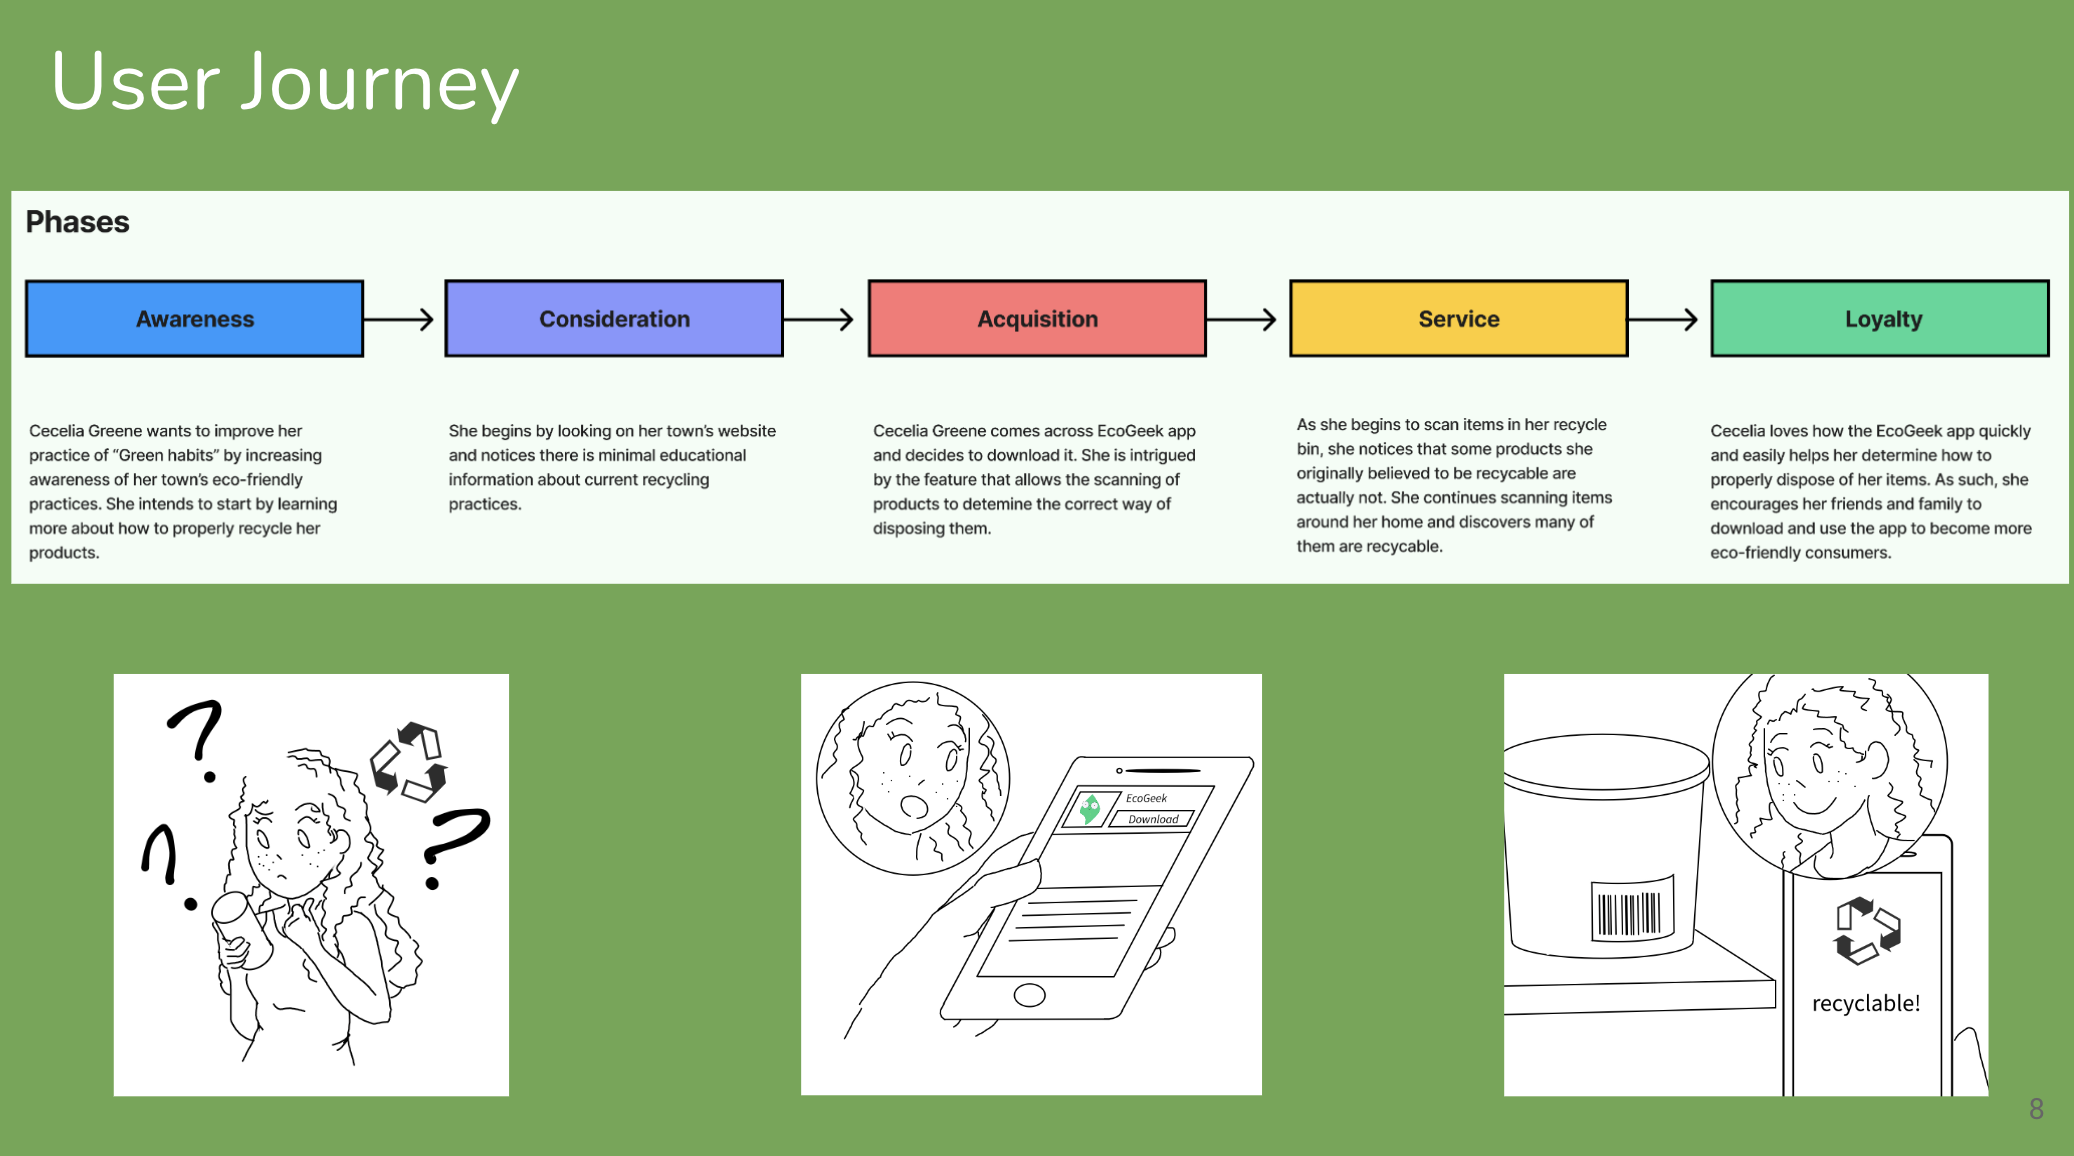 User Journey
Phases
Awareness
Consideration
Acquisition
Service
Loyalty
Cecelia Greene wants to improve her
practice of “Green habits” by increasing
awareness of her town’s eco-friendly
practices. She intends to start by learning
more about how to properly recycle her
products.
She begins by looking on her town’s website
and notices there is minimal educational
information about current recycling
practices.
Cecelia Greene comes across EcoGeek app
and decides to download it. She is intrigued
by the feature that allows the scanning of
products to detemine the correct way of
disposing them.
As she begins to scan items in her recycle
bin, she notices that some products she
originally believed to be recycable are
actually not. She continues scanning items
around her home and discovers many of
them are recycable.
Cecelia loves how the EcoGeek app quickly
and easily helps her determine how to
properly dispose of her items. As such, she
encourages her friends and family to
download and use the app to become more
eco-friendly consumers.
?
?
?
EcoGeek
Download
recyclable!
8